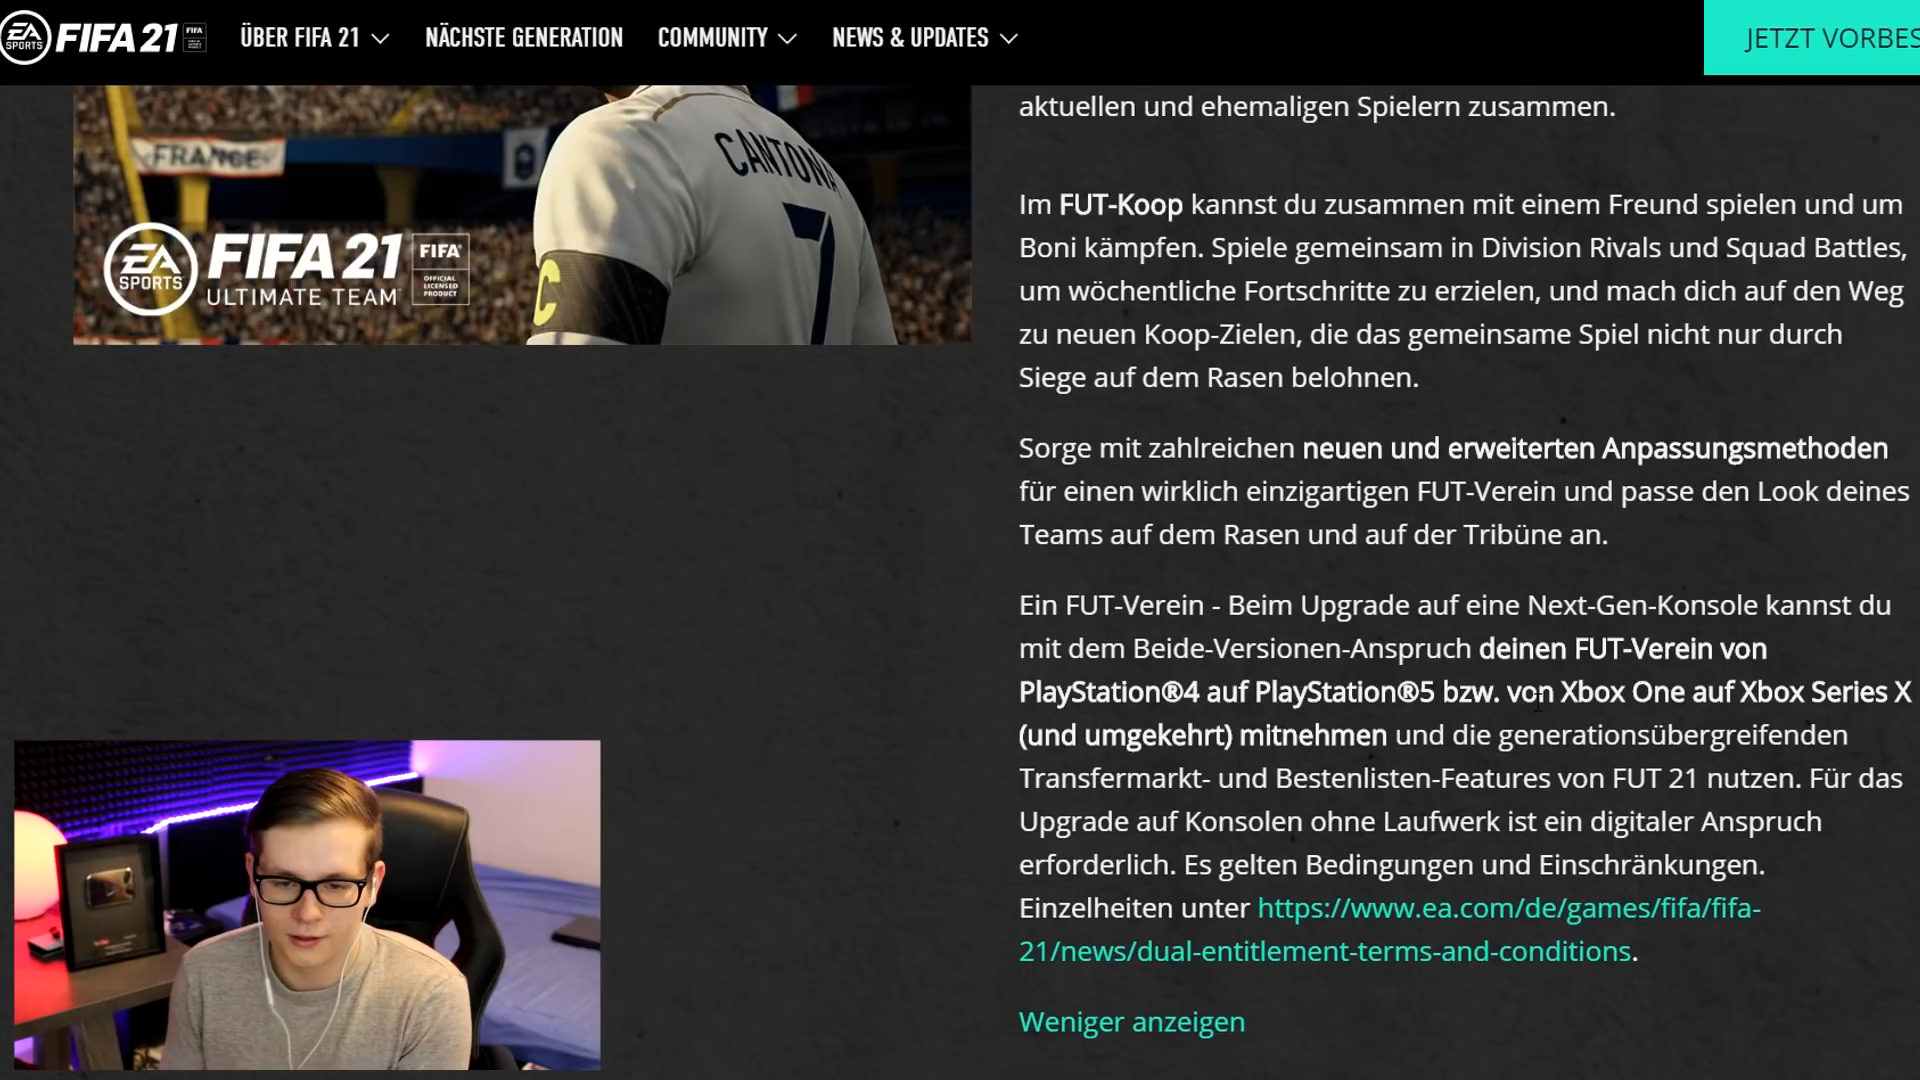 EA SPORTS FIFA 21 FIFA
ÜBER FIFA 21
NÄCHSTE GENERATION
COMMUNITY
NEWS & UPDATES
JETZT VORBES
FRANCE
CANTONA
7
C
EA SPORTS
FIFA 21
ULTIMATE TEAM
FIFA
OFFICIAL
LICENSED
PRODUCT
aktuellen und ehemaligen Spielern zusammen.
Im FUT-Koop kannst du zusammen mit einem Freund spielen und um
Boni kämpfen. Spiele gemeinsam in Division Rivals und Squad Battles,
um wöchentliche Fortschritte zu erzielen, und mach dich auf den Weg
zu neuen Koop-Zielen, die das gemeinsame Spiel nicht nur durch
Siege auf dem Rasen belohnen.
Sorge mit zahlreichen neuen und erweiterten Anpassungsmethoden
für einen wirklich einzigartigen FUT-Verein und passe den Look deines
Teams auf dem Rasen und auf der Tribüne an.
Ein FUT-Verein - Beim Upgrade auf eine Next-Gen-Konsole kannst du
mit dem Beide-Versionen-Anspruch deinen FUT-Verein von
PlayStation®4 auf PlayStation®5 bzw. von Xbox One auf Xbox Series X
(und umgekehrt) mitnehmen und die generationsübergreifenden
Transfermarkt- und Bestenlisten-Features von FUT 21 nutzen. Für das
Upgrade auf Konsolen ohne Laufwerk ist ein digitaler Anspruch
erforderlich. Es gelten Bedingungen und Einschränkungen.
Einzelheiten unter https://www.ea.com/de/games/fifa/fifa-
21/news/dual-entitlement-terms-and-conditions.
Weniger anzeigen